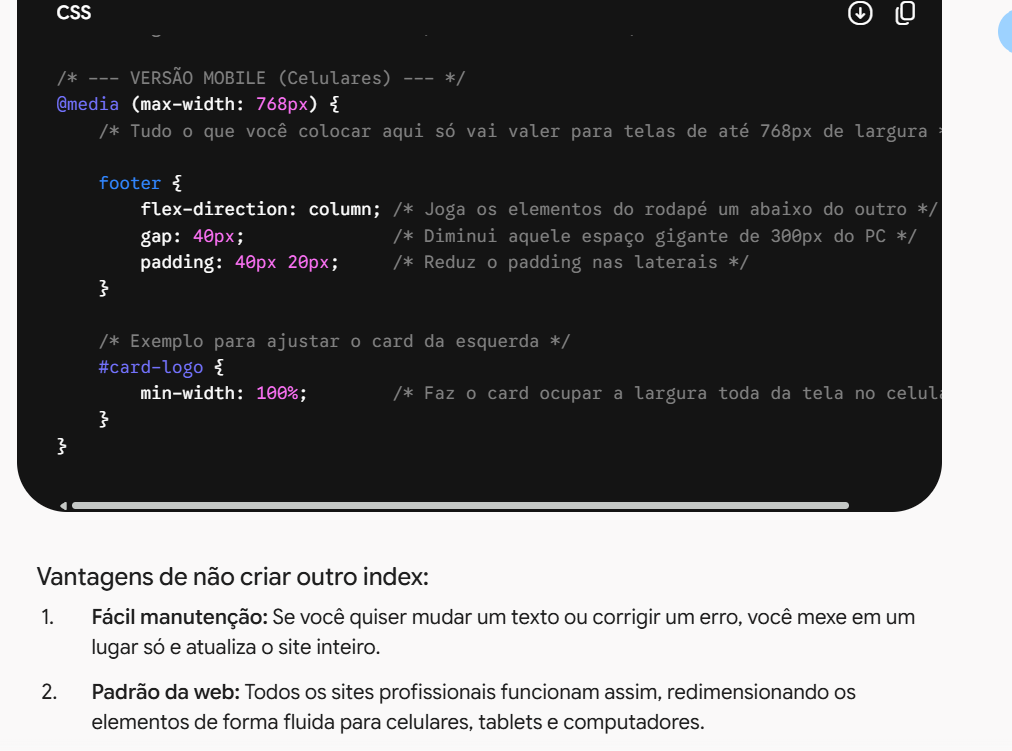 CSS
/* --- VERSÃO MOBILE (Celulares) --- */
@media (max-width: 768px) {
/* Tudo o que você colocar aqui só vai valer para telas de até 768px de largura *
footer {
flex-direction: column; /* Joga os elementos do rodapé um abaixo do outro */
gap: 40px; /* Diminui aquele espaço gigante de 300px do PC */
padding: 40px 20px; /* Reduz o padding nas laterais */
}
/* Exemplo para ajustar o card da esquerda */
#card-logo {
min-width: 100%; /* Faz o card ocupar a largura toda da tela no celula
}
}
Vantagens de não criar outro index:
1. Fácil manutenção: Se você quiser mudar um texto ou corrigir um erro, você mexe em um
lugar só e atualiza o site inteiro.
2. Padrão da web: Todos os sites profissionais funcionam assim, redimensionando os
elementos de forma fluida para celulares, tablets e computadores.